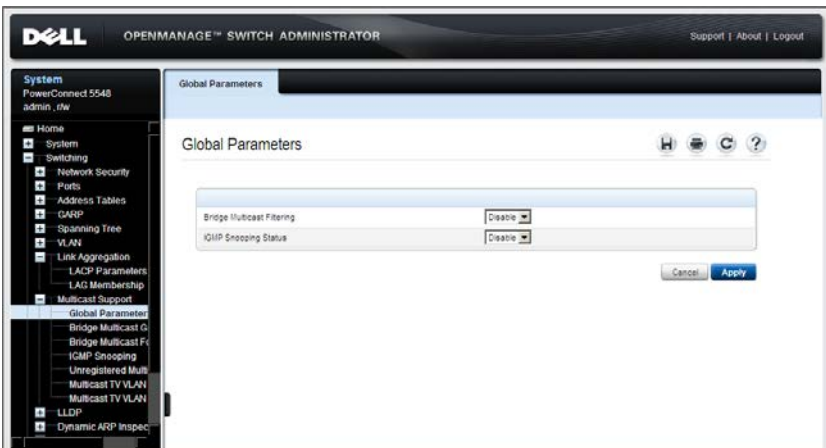 DELL
OPENMANAGE™ SWITCH ADMINISTRATOR
Support | About | Logout
System
PowerConnect 5548
admin , r/w
Global Parameters
Home
System
Switching
Network Security
Ports
Address Tables
GARP
Spanning Tree
VLAN
Link Aggregation
LACP Parameters
LAG Membership
Multicast Support
Global Parameter
Bridge Multicast G
Bridge Multicast Fo
IGMP Snooping
Unregistered Multi
Multicast TV VLAN
Multicast TV VLAN
LLDP
Dynamic ARP Inspec
Global Parameters
Bridge Multicast Filtering
Disable
IGMP Snooping Status
Disable
Cancel
Apply